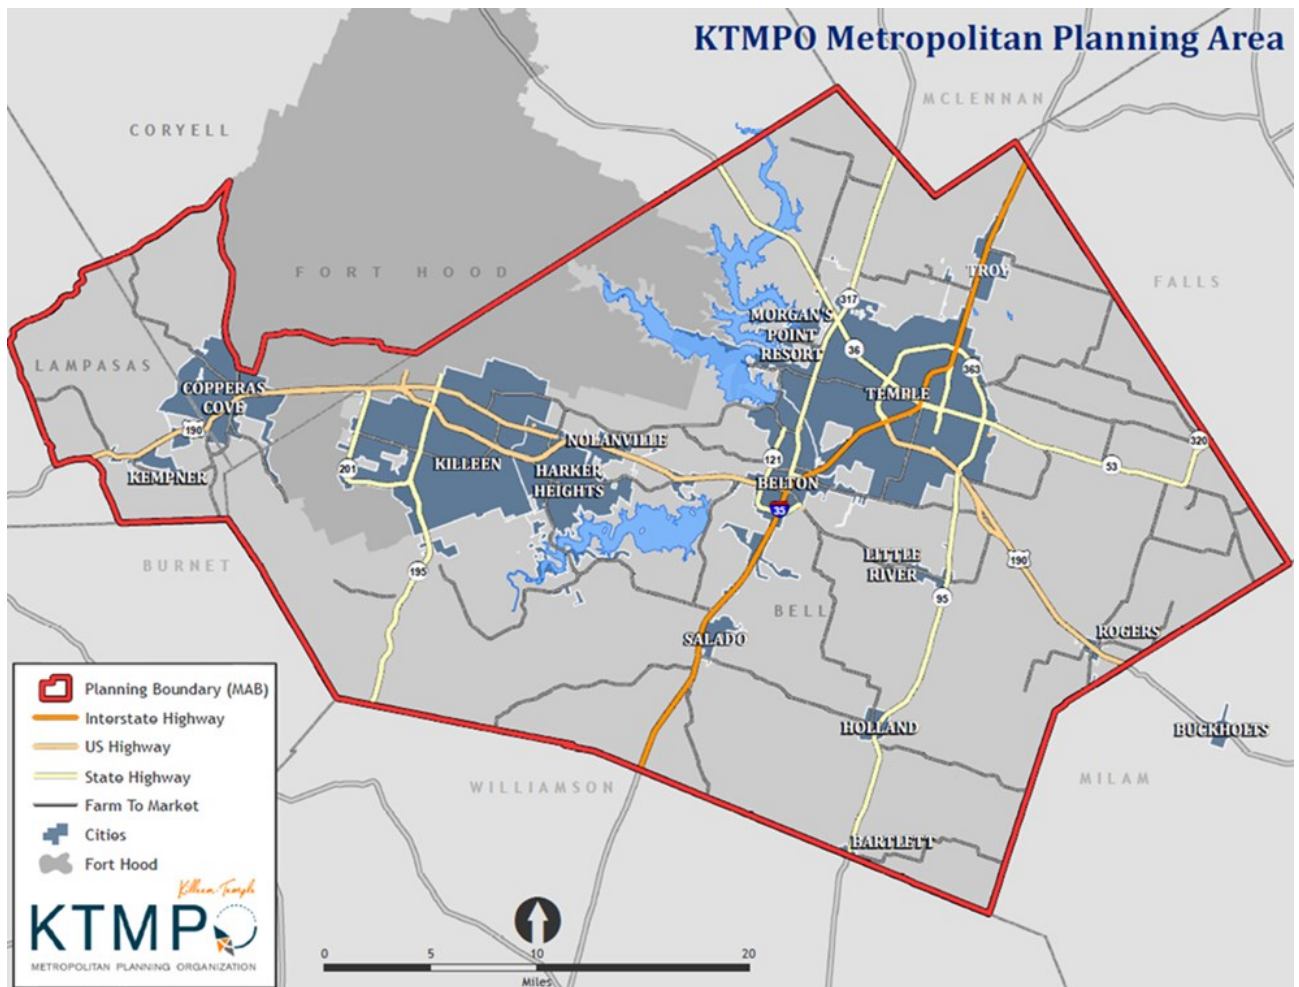 KTMPO Metropolitan Planning Area
MCLENNAN
CORYELL
FORT HOOD
FALLS
TROY
317
MORGAN'S
POINT
RESORT
36
363
LAMPASAS
COPPERAS
COVE
TEMPLE
190
320
NOLANVILLE
KILLEEN
HARKER
HEIGHTS
201
121
53
KEMPNER
BELTON
35
BURNET
LITTLE
RIVER
190
195
95
BELL
SALADO
ROGERS
HOLLAND
BUCKHOLTS
WILLIAMSON
MILAM
BARTLETT
Planning Boundary (MAB)
Interstate Highway
US Highway
State Highway
Farm To Market
Cities
Fort Hood
Killeen-Temple
KTMPO
METROPOLITAN PLANNING ORGANIZATION
0 5 10 20
Miles